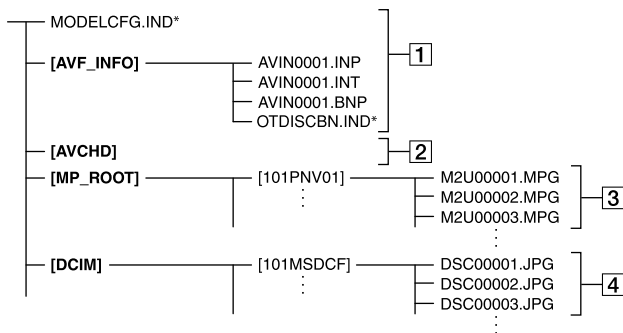 MODELCFG.IND*
[AVF_INFO] AVIN0001.INP
AVIN0001.INT
1
AVIN0001.BNP
OTDISCBN.IND*
[AVCHD] 2
[MP_ROOT] [101PNV01] M2U00001.MPG
M2U00002.MPG 3
M2U00003.MPG
[DCIM] [101MSDCF] DSC00001.JPG
DSC00002.JPG 4
DSC00003.JPG